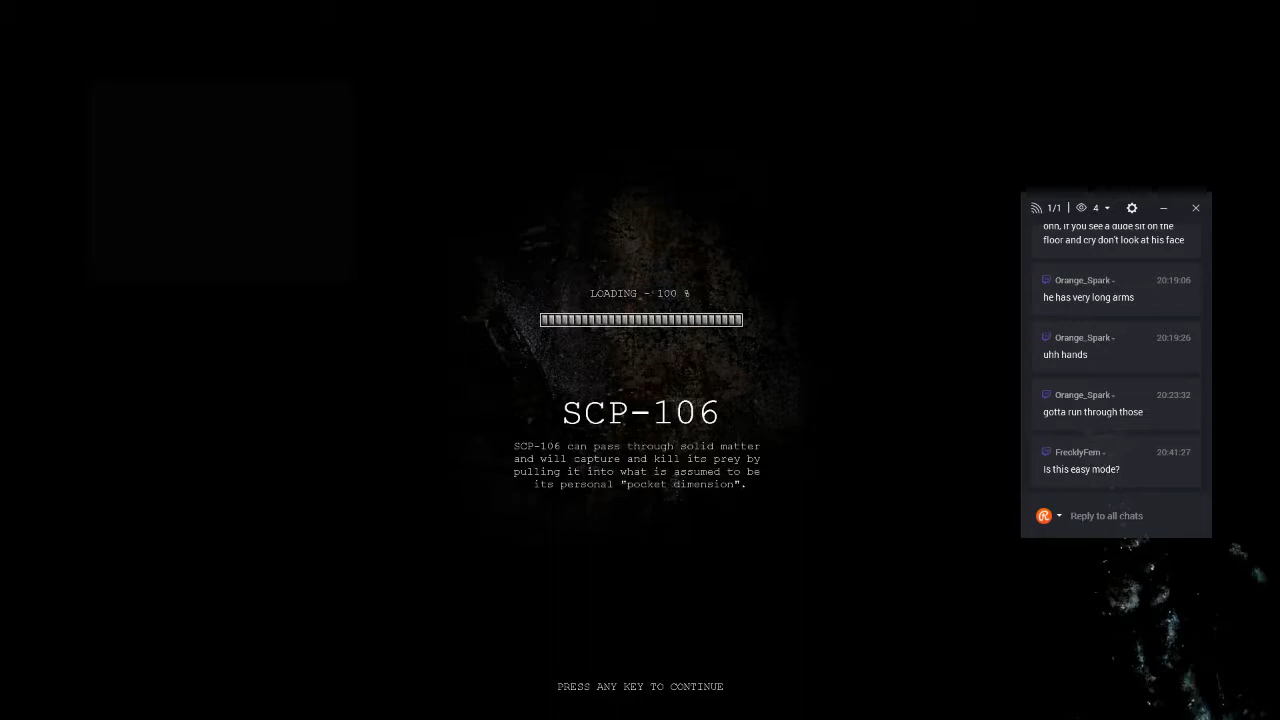 LOADING - 100 %
SCP-106
SCP-106 can pass through solid matter
and will capture and kill its prey by
pulling it into what is assumed to be
its personal "pocket dimension".
PRESS ANY KEY TO CONTINUE
1/1 | 4
ohh, if you see a dude sit on the
floor and cry don't look at his face
Orange_Spark - 20:19:06
he has very long arms
Orange_Spark - 20:19:26
uhh hands
Orange_Spark - 20:23:32
gotta run through those
FrecklyFern - 20:41:27
Is this easy mode?
Reply to all chats